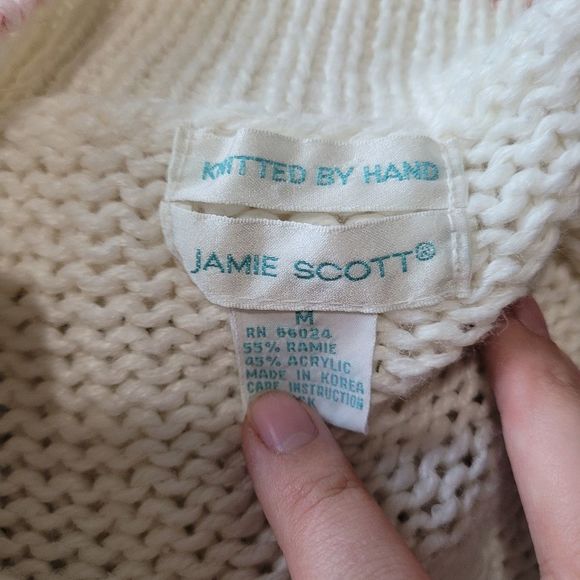 KNITTED BY HAND
JAMIE SCOTT®
M
RN 66024
55% RAMIE
45% ACRYLIC
MADE IN KOREA
CARE INSTRUCTION